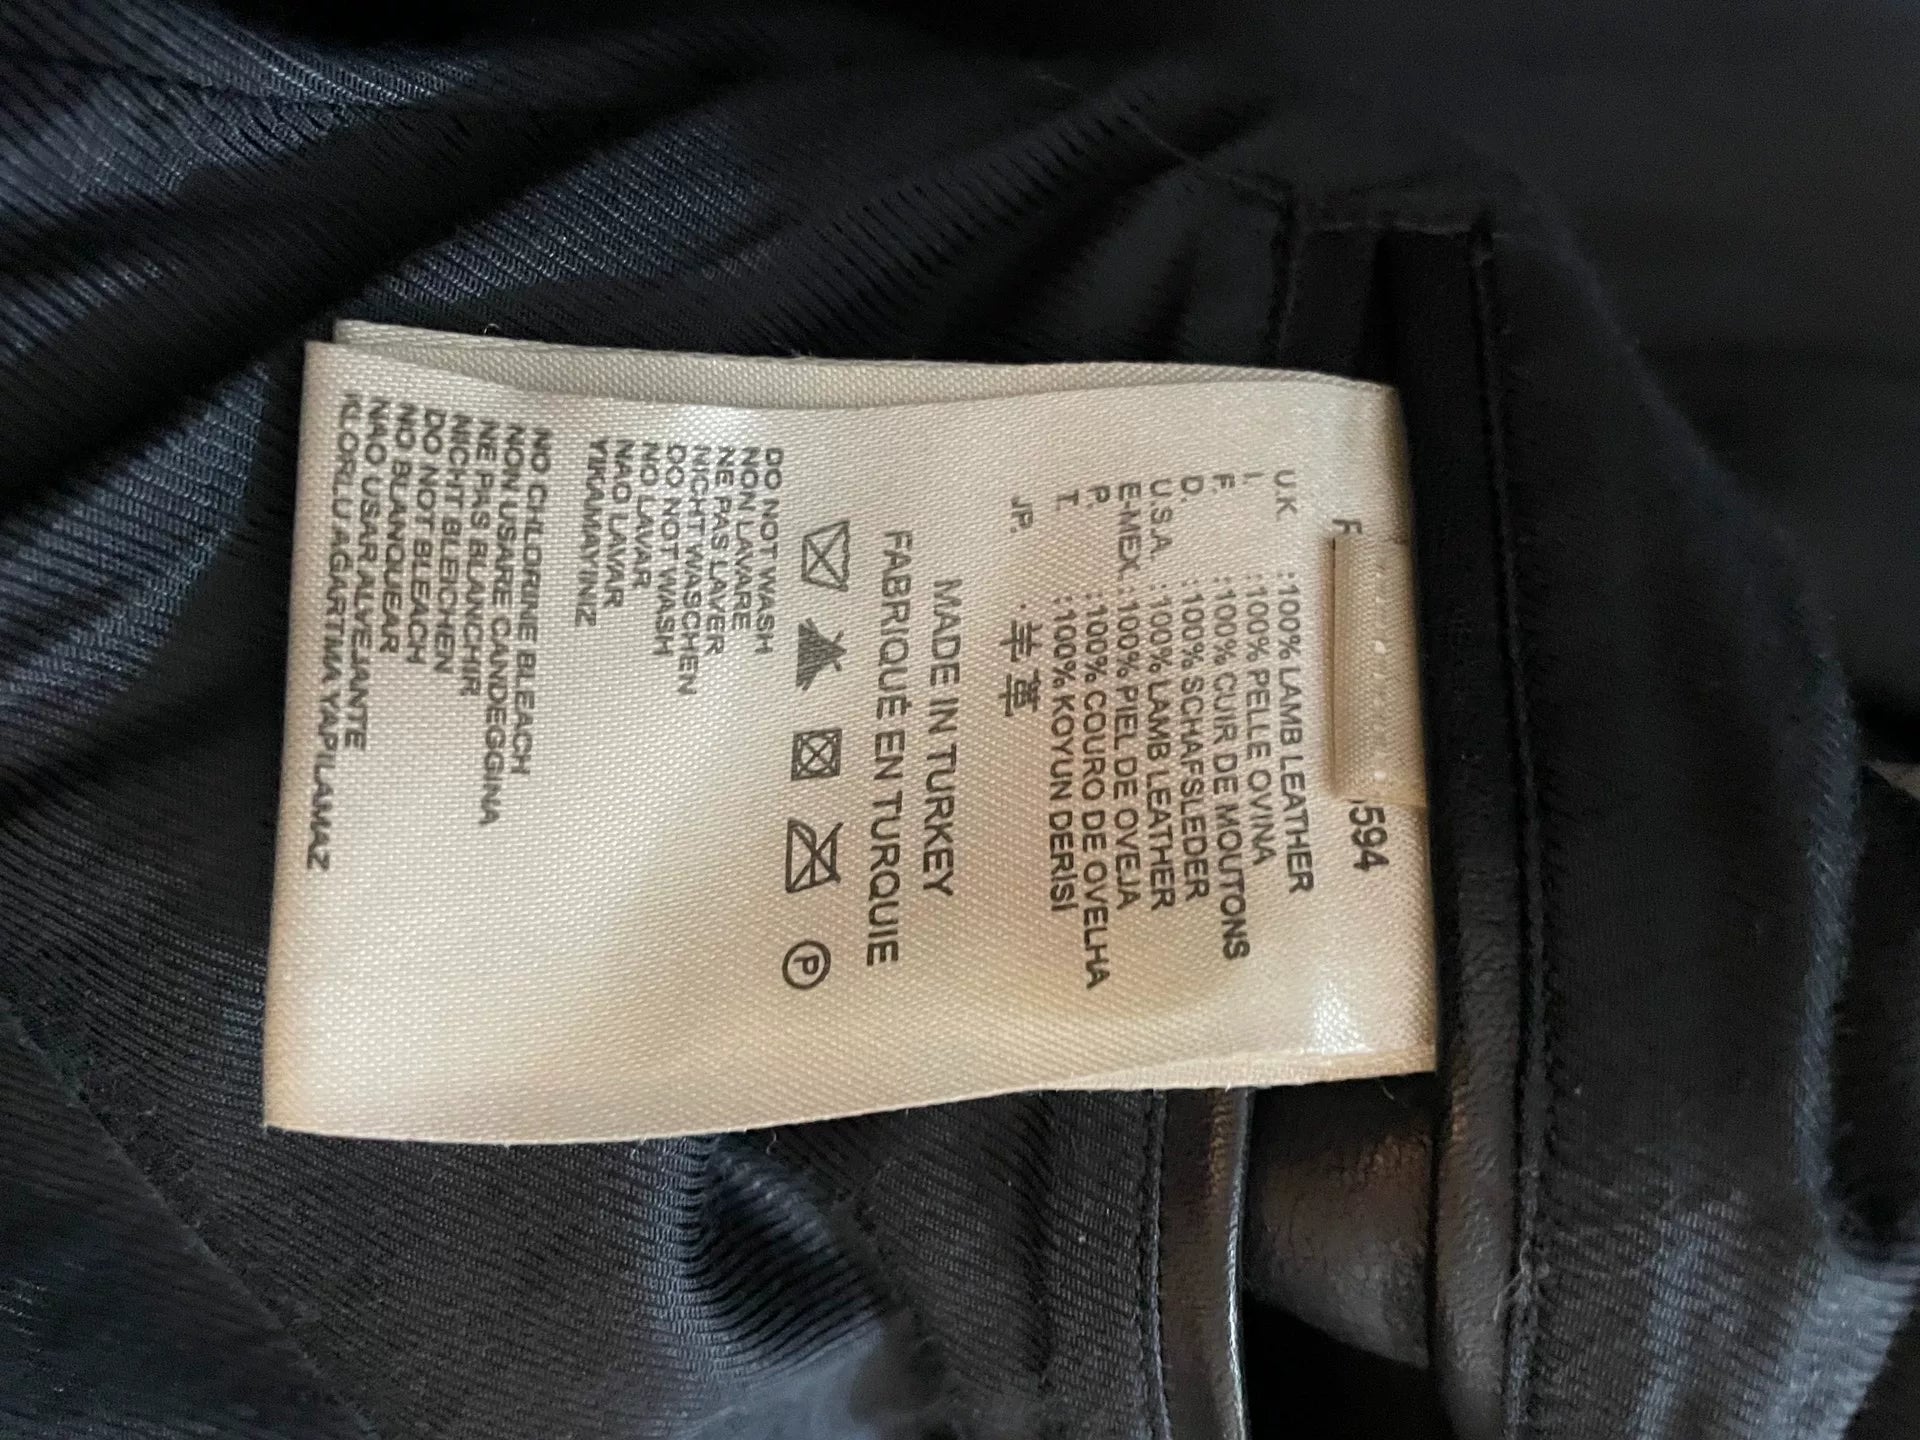 F
594
U.K. :100% LAMB LEATHER
I. :100% PELLE OVINA
F. :100% CUIR DE MOUTONS
D. :100% SCHAFSLEDER
U.S.A. :100% LAMB LEATHER
E-MEX. :100% PIEL DE OVEJA
P. :100% COURO DE OVELHA
T. :100% KOYUN DERİSİ
JP. :羊革
MADE IN TURKEY
FABRIQUÉ EN TURQUIE
P
DO NOT WASH
NON LAVARE
NE PAS LAVER
NICHT WASCHEN
DO NOT WASH
NO LAVAR
NAO LAVAR
YIKAMAYINIZ
NO CHLORINE BLEACH
NON USARE CANDEGGINA
NE PAS BLANCHIR
NICHT BLEICHEN
DO NOT BLEACH
NO BLANQUEAR
NAO USAR ALVEJANTE
KLORLU AGARTMA YAPILAMAZ